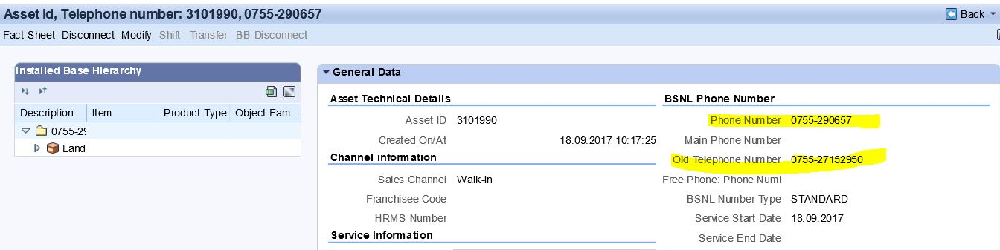 Asset Id, Telephone number: 3101990, 0755-290657
Back
Fact Sheet Disconnect Modify Shift Transfer BB Disconnect
Installed Base Hierarchy
Description Item Product Type Object Fam...
0755-29
Landl
General Data
Asset Technical Details
Asset ID 3101990
Created On/At 18.09.2017 10:17:25
Channel information
Sales Channel Walk-In
Franchisee Code
HRMS Number
Service Information
BSNL Phone Number
Phone Number 0755-290657
Main Phone Number
Old Telephone Number 0755-27152950
Free Phone: Phone Numl
BSNL Number Type STANDARD
Service Start Date 18.09.2017
Service End Date